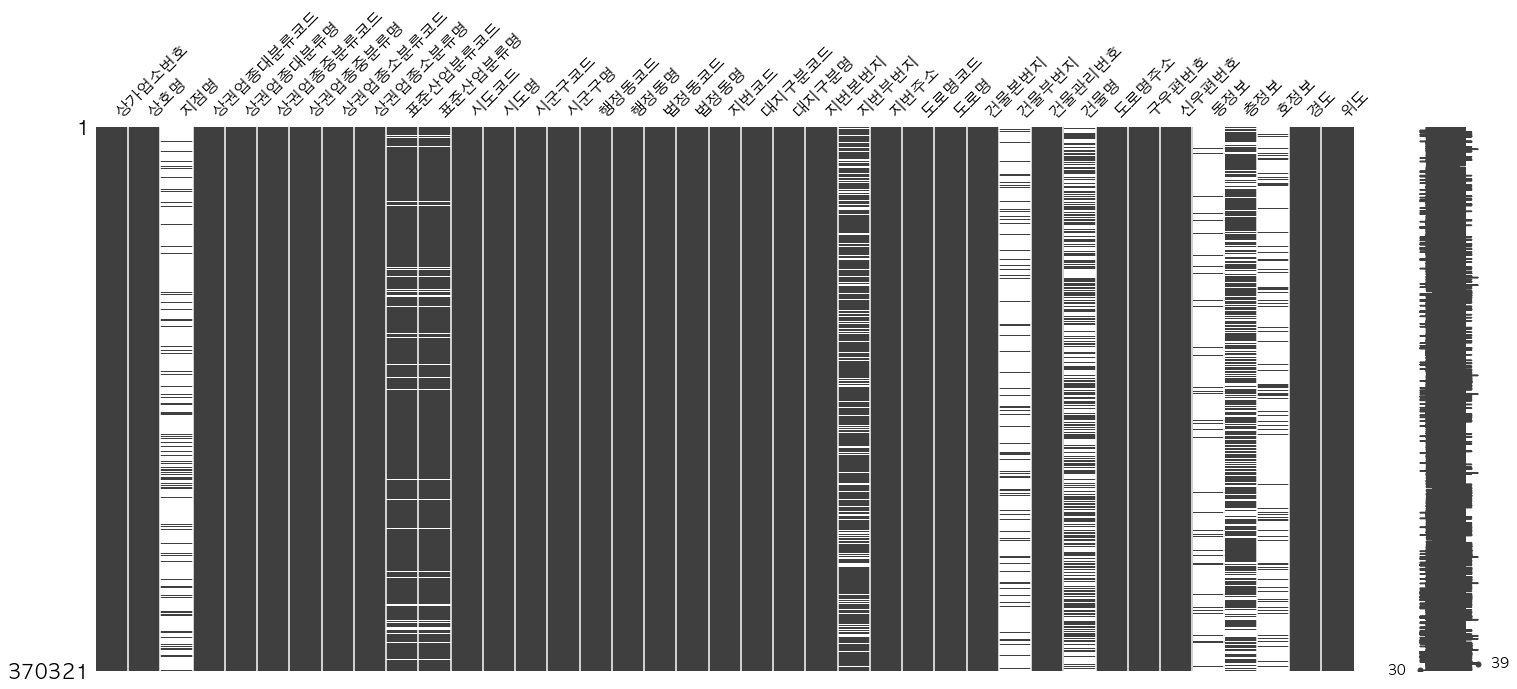 상가업소번호
상호명
지점명
상권업종대분류코드
상권업종대분류명
상권업종중분류코드
상권업종중분류명
상권업종소분류코드
상권업종소분류명
표준산업분류코드
표준산업분류명
시도코드
시도명
시군구코드
시군구명
행정동코드
행정동명
법정동코드
법정동명
지번코드
대지구분코드
대지구분명
지번본번지
지번부번지
지번주소
도로명코드
도로명
건물본번지
건물부번지
건물관리번호
건물명
도로명주소
구우편번호
신우편번호
동정보
층정보
호정보
경도
위도
1
370321
30
39